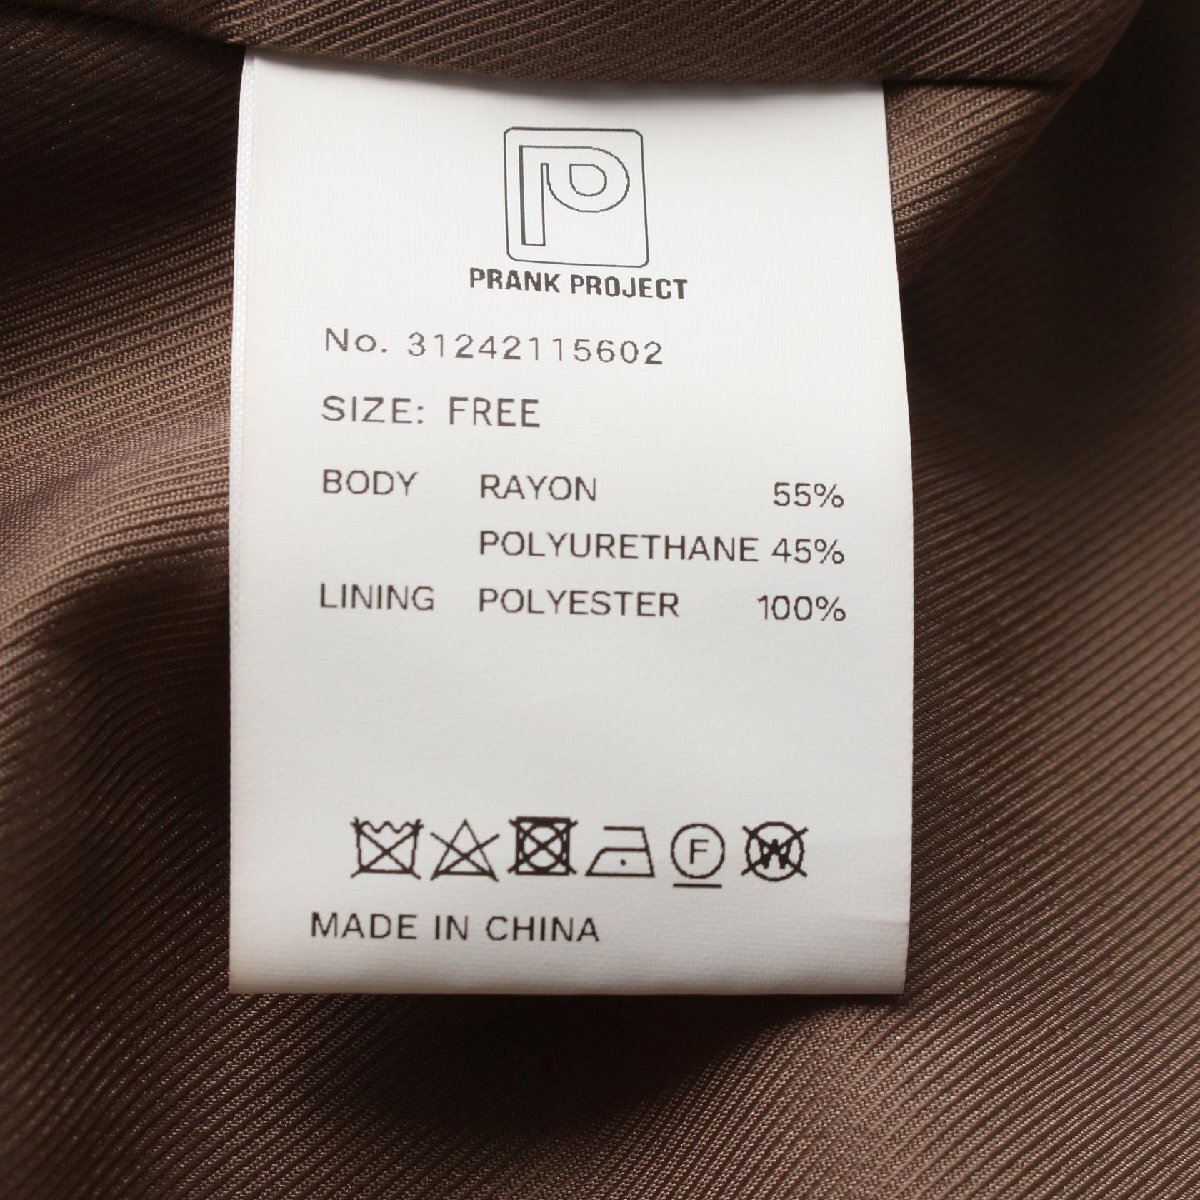 PRANK PROJECT
No. 31242115602
SIZE: FREE
BODY RAYON 55%
POLYURETHANE 45%
LINING POLYESTER 100%
F W
MADE IN CHINA